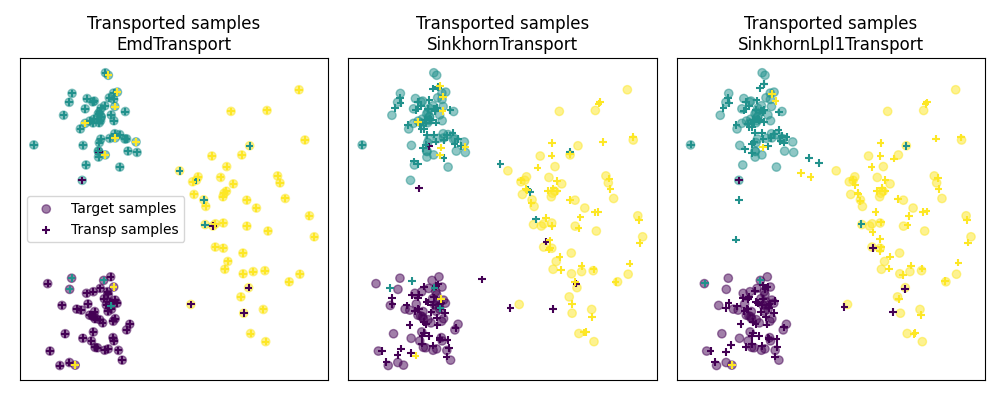 Transported samples
EmdTransport
Transported samples
SinkhornTransport
Transported samples
SinkhornLpl1Transport
Target samples
Transp samples